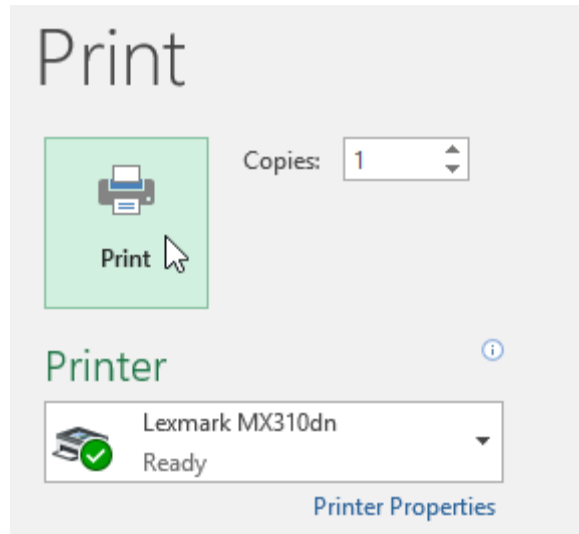 Print
Copies: 1
Print
Printer
Lexmark MX310dn
Ready
Printer Properties